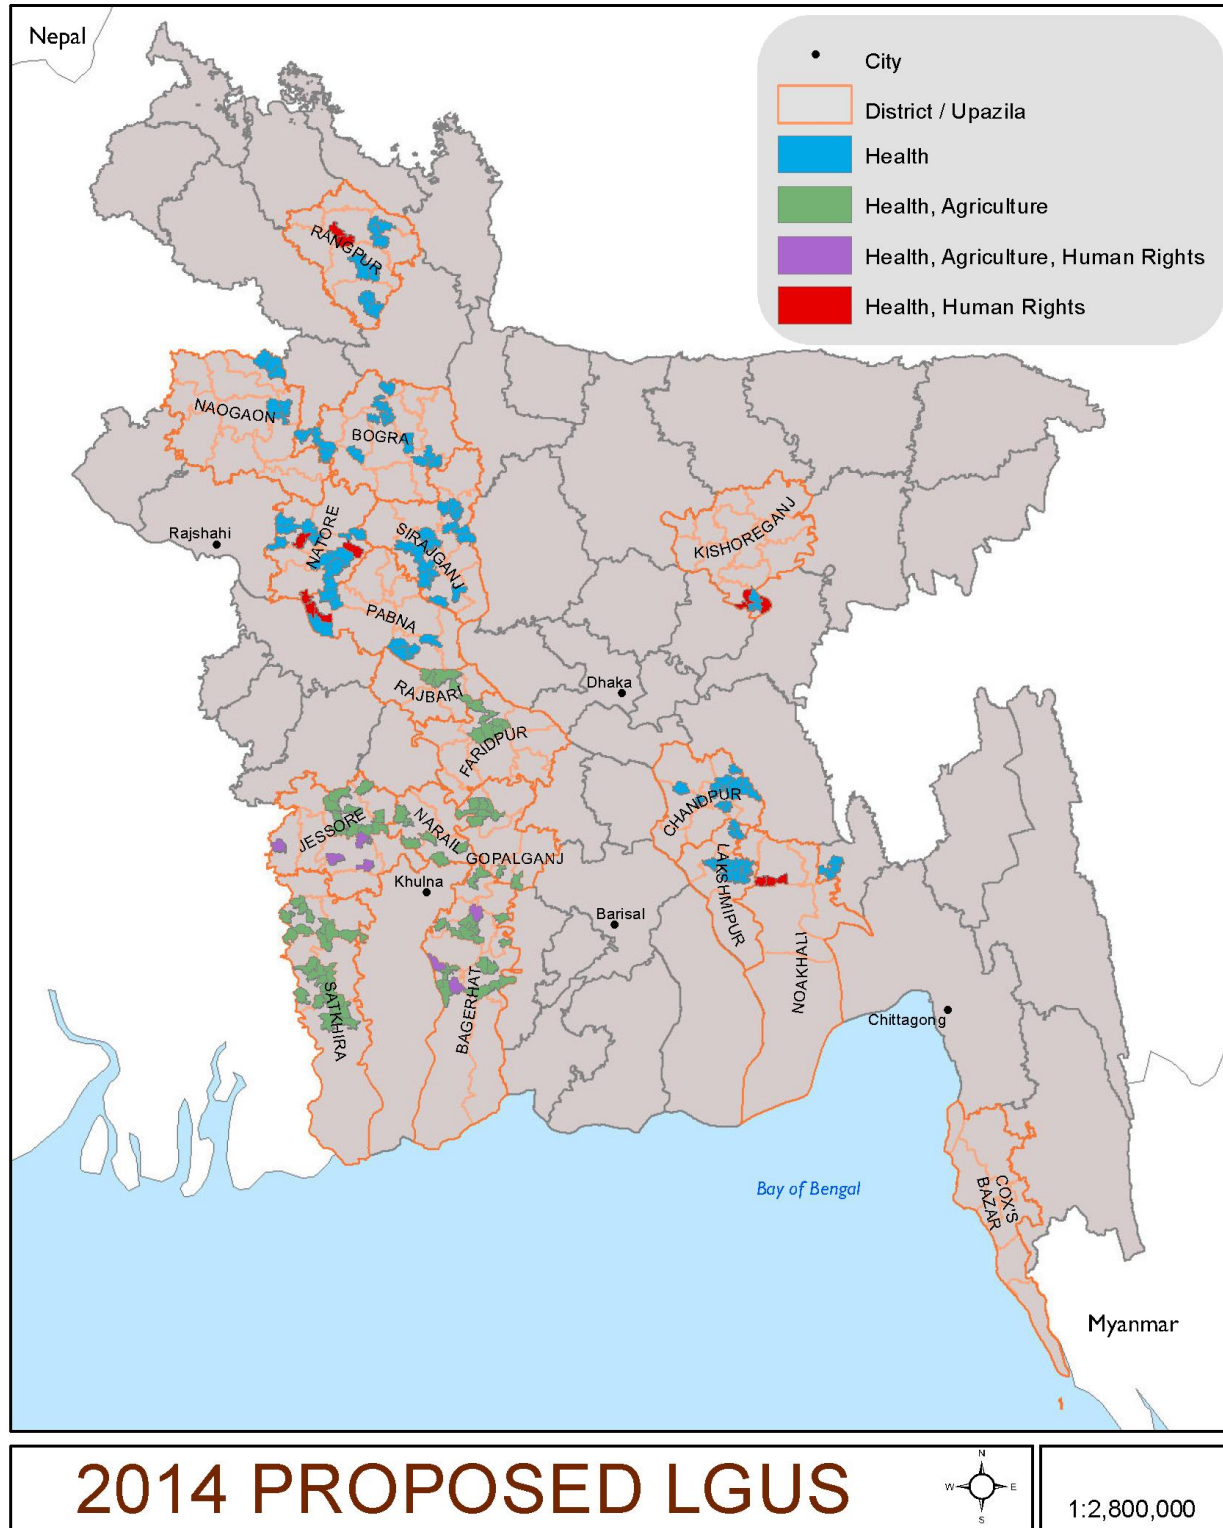 Nepal
City
District / Upazila
Health
Health, Agriculture
Health, Agriculture, Human Rights
Health, Human Rights
RANGPUR
NAOGAON
BOGRA
Rajshahi
NATORE
SIRAJGANJ
KISHOREGANJ
PABNA
RAJBARI
Dhaka
FARIDPUR
CHANDPUR
JESSORE
NARAIL
GOPALGANJ
Khulna
LAKSHMIPUR
Barisal
NOAKHALI
SATKHIRA
BAGERHAT
Chittagong
Bay of Bengal
COX'S
BAZAR
Myanmar
2014 PROPOSED LGUS
N
W
E
S
1:2,800,000